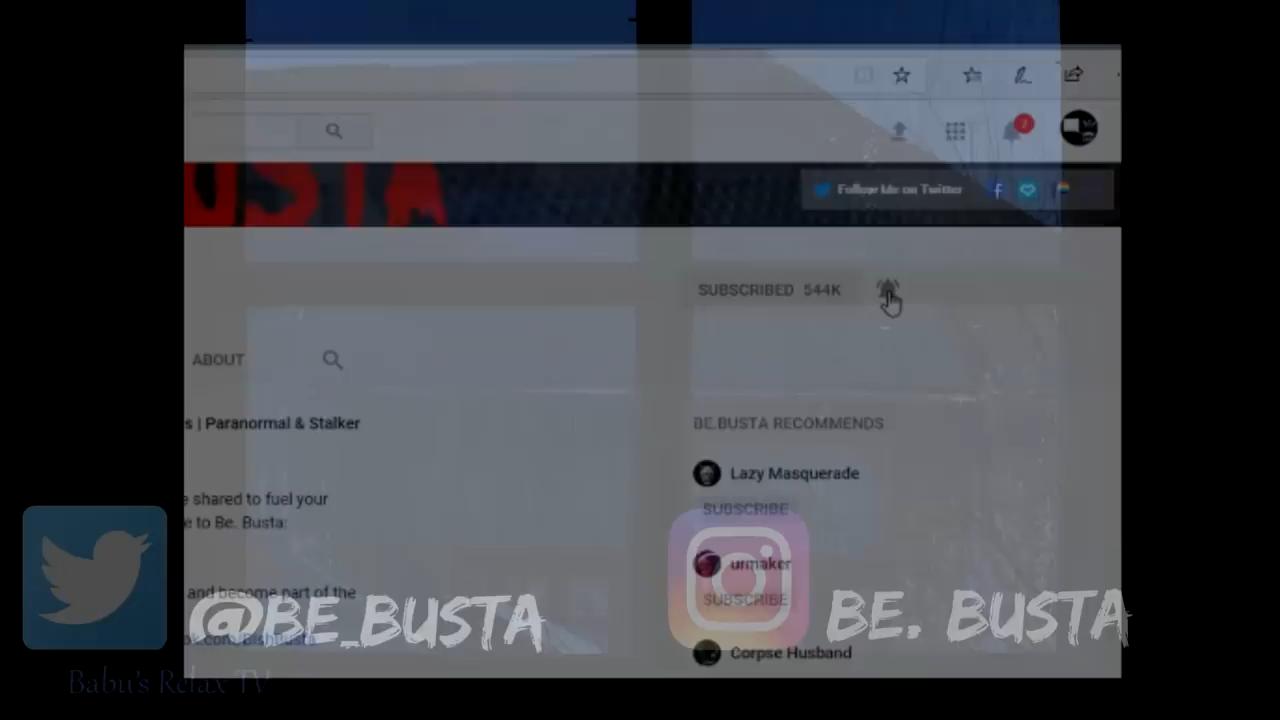 USTA
Follow Me on Twitter
SUBSCRIBED 544K
ABOUT
s | Paranormal & Stalker
BE.BUSTA RECOMMENDS
Lazy Masquerade
SUBSCRIBE
e shared to fuel your
e to Be. Busta:
urmaker
SUBSCRIBE
and become part of the
@BE_BUSTA
BE. BUSTA
Corpse Husband
Babu's Relax TV